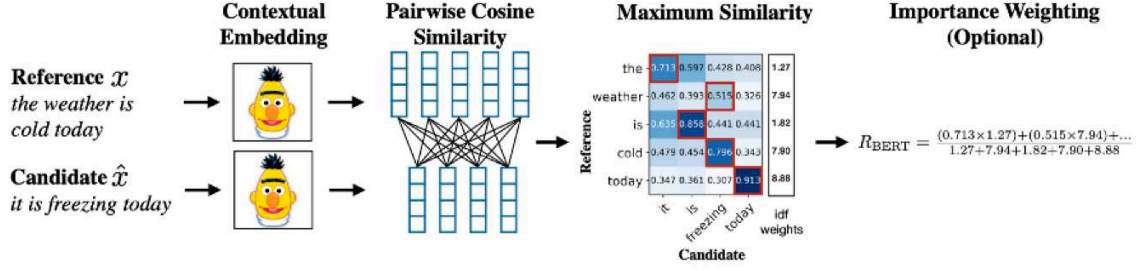 Contextual
Embedding
Pairwise Cosine
Similarity
Maximum Similarity
Importance Weighting
(Optional)
Reference x
the weather is
cold today
Candidate x̂
it is freezing today
Reference
the 0.713 0.597 0.428 0.408 1.27
weather 0.462 0.393 0.515 0.326 7.94
is 0.635 0.858 0.441 0.441 1.82
cold 0.479 0.454 0.796 0.343 7.90
today 0.347 0.361 0.307 0.913 8.88
it is freezing today
idf
weights
Candidate
R_BERT = (0.713×1.27)+(0.515×7.94)+... / 1.27+7.94+1.82+7.90+8.88